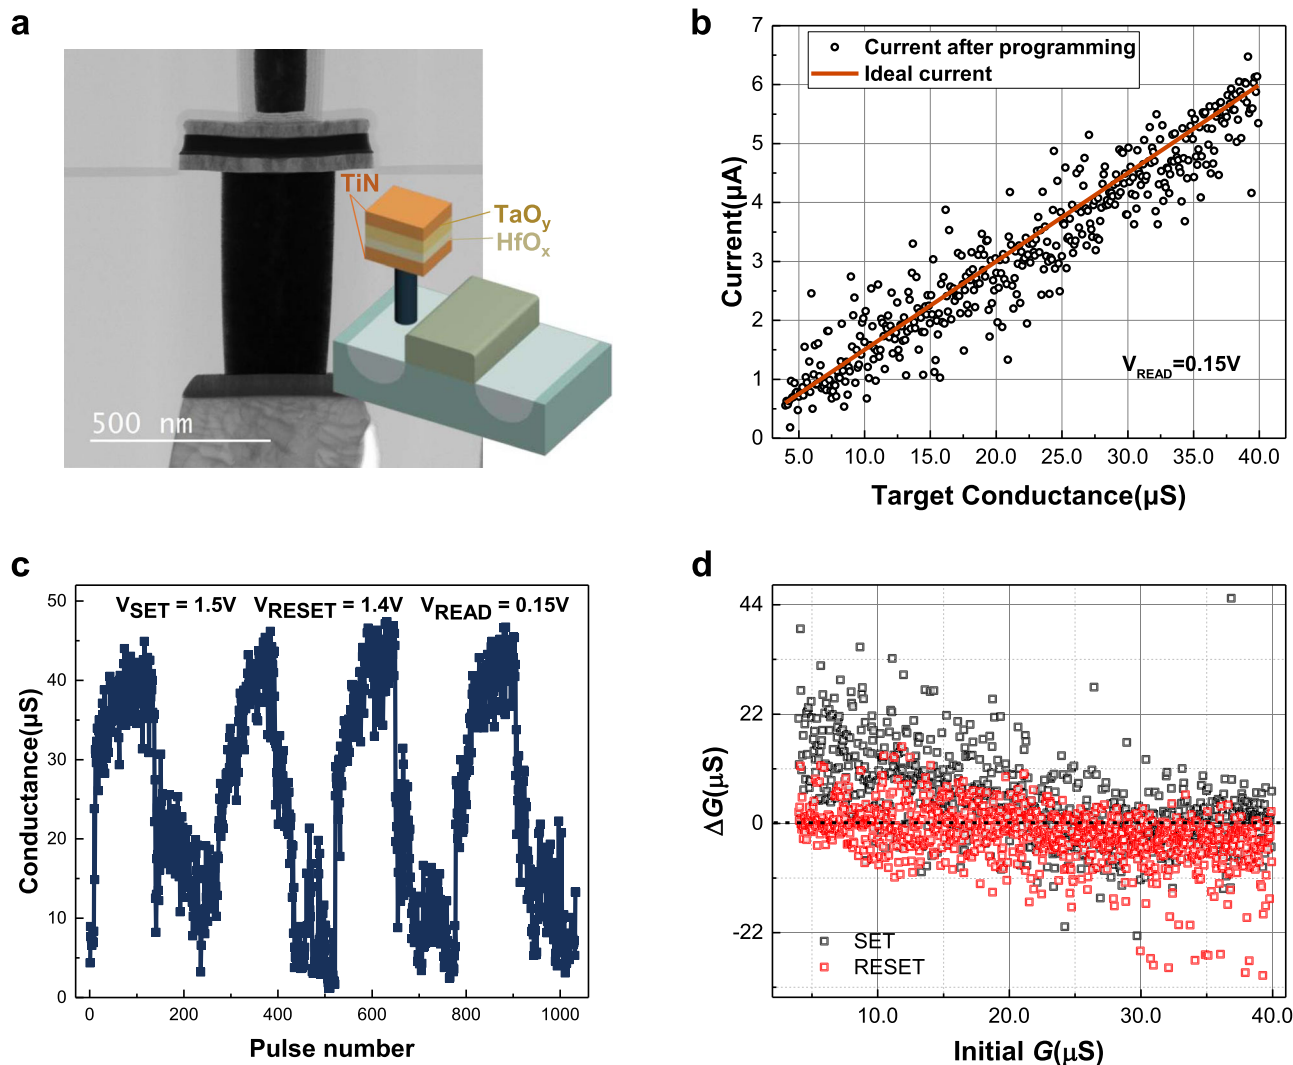 a
TiN
TaOy
HfOx
500 nm
b
7
6
5
4
3
2
1
0
Current(μA)
Current after programming
Ideal current
VREAD=0.15V
5.0 10.0 15.0 20.0 25.0 30.0 35.0 40.0
Target Conductance(μS)
c
50
40
30
20
10
0
Conductance(μS)
VSET = 1.5V VRESET = 1.4V VREAD = 0.15V
0 200 400 600 800 1000
Pulse number
d
44
22
0
-22
ΔG(μS)
SET
RESET
10.0 20.0 30.0 40.0
Initial G(μS)